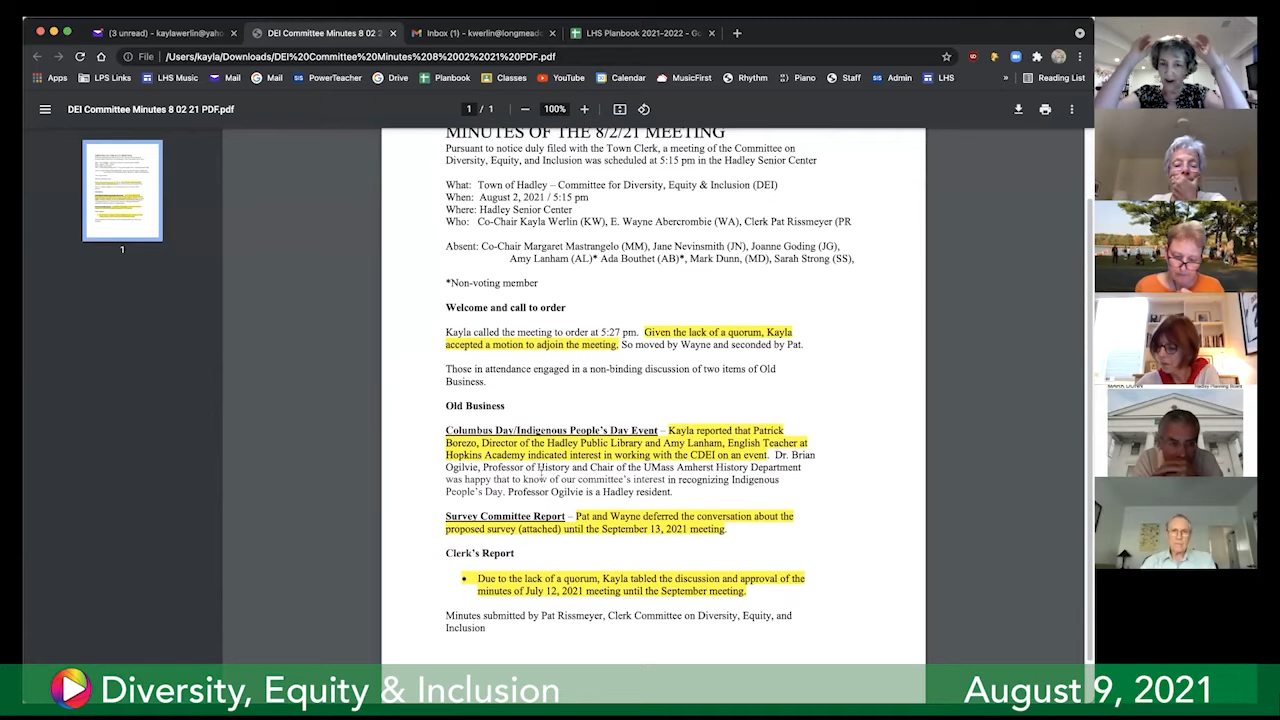 (3 unread) - kaylawerlin@yaho
DEI Committee Minutes 8 02 2
Inbox (1) - kwerlin@longmeado
LHS Planbook 2021-2022 - Go
File
/Users/kayla/Downloads/DEI%20Committee%20Minutes%208%2002%2021%20PDF.pdf
Apps
LPS Links
LHS Music
Mail
Mail
PowerTeacher
Drive
Planbook
Classes
YouTube
Calendar
MusicFirst
Rhythm
Piano
Staff
Admin
LHS
»
Reading List
DEI Committee Minutes 8 02 21 PDF.pdf
1 / 1
100%
1
MINUTES OF THE 8/2/21 MEETING
Pursuant to notice duly filed with the Town Clerk, a meeting of the Committee on
Diversity, Equity, and Inclusion was scheduled at 5:15 pm in the Hadley Senior Center
What: Town of Hadley - Committee for Diversity, Equity & Inclusion (DEI)
When: August 2, 2021 / 5:15 pm
Where: Hadley Senior Center
Who: Co-Chair Kayla Werlin (KW), E. Wayne Abercrombie (WA), Clerk Pat Rissmeyer (PR
Absent: Co-Chair Margaret Mastrangelo (MM), Jane Nevinsmith (JN), Joanne Goding (JG),
Amy Lanham (AL)* Ada Bouthet (AB)*, Mark Dunn, (MD), Sarah Strong (SS),
*Non-voting member
Welcome and call to order
Kayla called the meeting to order at 5:27 pm. Given the lack of a quorum, Kayla
accepted a motion to adjoin the meeting. So moved by Wayne and seconded by Pat.
Those in attendance engaged in a non-binding discussion of two items of Old
Business.
Old Business
Columbus Day/Indigenous People's Day Event – Kayla reported that Patrick
Borezo, Director of the Hadley Public Library and Amy Lanham, English Teacher at
Hopkins Academy indicated interest in working with the CDEI on an event. Dr. Brian
Ogilvie, Professor of History and Chair of the UMass Amherst History Department
was happy that to know of our committee's interest in recognizing Indigenous
People's Day. Professor Ogilvie is a Hadley resident.
Survey Committee Report – Pat and Wayne deferred the conversation about the
proposed survey (attached) until the September 13, 2021 meeting.
Clerk's Report
• Due to the lack of a quorum, Kayla tabled the discussion and approval of the
minutes of July 12, 2021 meeting until the September meeting.
Minutes submitted by Pat Rissmeyer, Clerk Committee on Diversity, Equity, and
Inclusion
MARK DUNN
Hadley Planning Board
Diversity, Equity & Inclusion
August 9, 2021